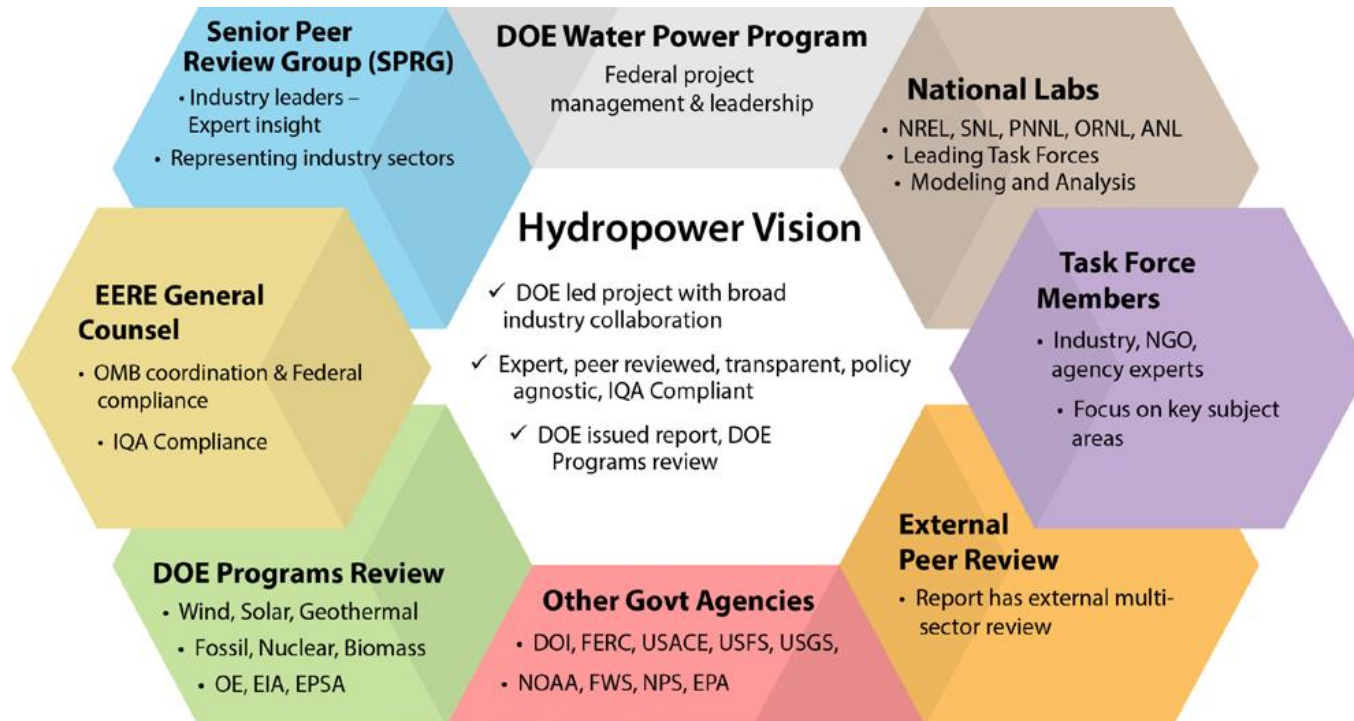 Senior Peer
Review Group (SPRG)
• Industry leaders –
Expert insight
• Representing industry sectors
DOE Water Power Program
Federal project
management & leadership
National Labs
• NREL, SNL, PNNL, ORNL, ANL
• Leading Task Forces
• Modeling and Analysis
Hydropower Vision
✓ DOE led project with broad
industry collaboration
✓ Expert, peer reviewed, transparent, policy
agnostic, IQA Compliant
✓ DOE issued report, DOE
Programs review
EERE General
Counsel
• OMB coordination & Federal
compliance
• IQA Compliance
Task Force
Members
• Industry, NGO,
agency experts
• Focus on key subject
areas
DOE Programs Review
• Wind, Solar, Geothermal
• Fossil, Nuclear, Biomass
• OE, EIA, EPSA
Other Govt Agencies
• DOI, FERC, USACE, USFS, USGS,
• NOAA, FWS, NPS, EPA
External
Peer Review
• Report has external multi-
sector review